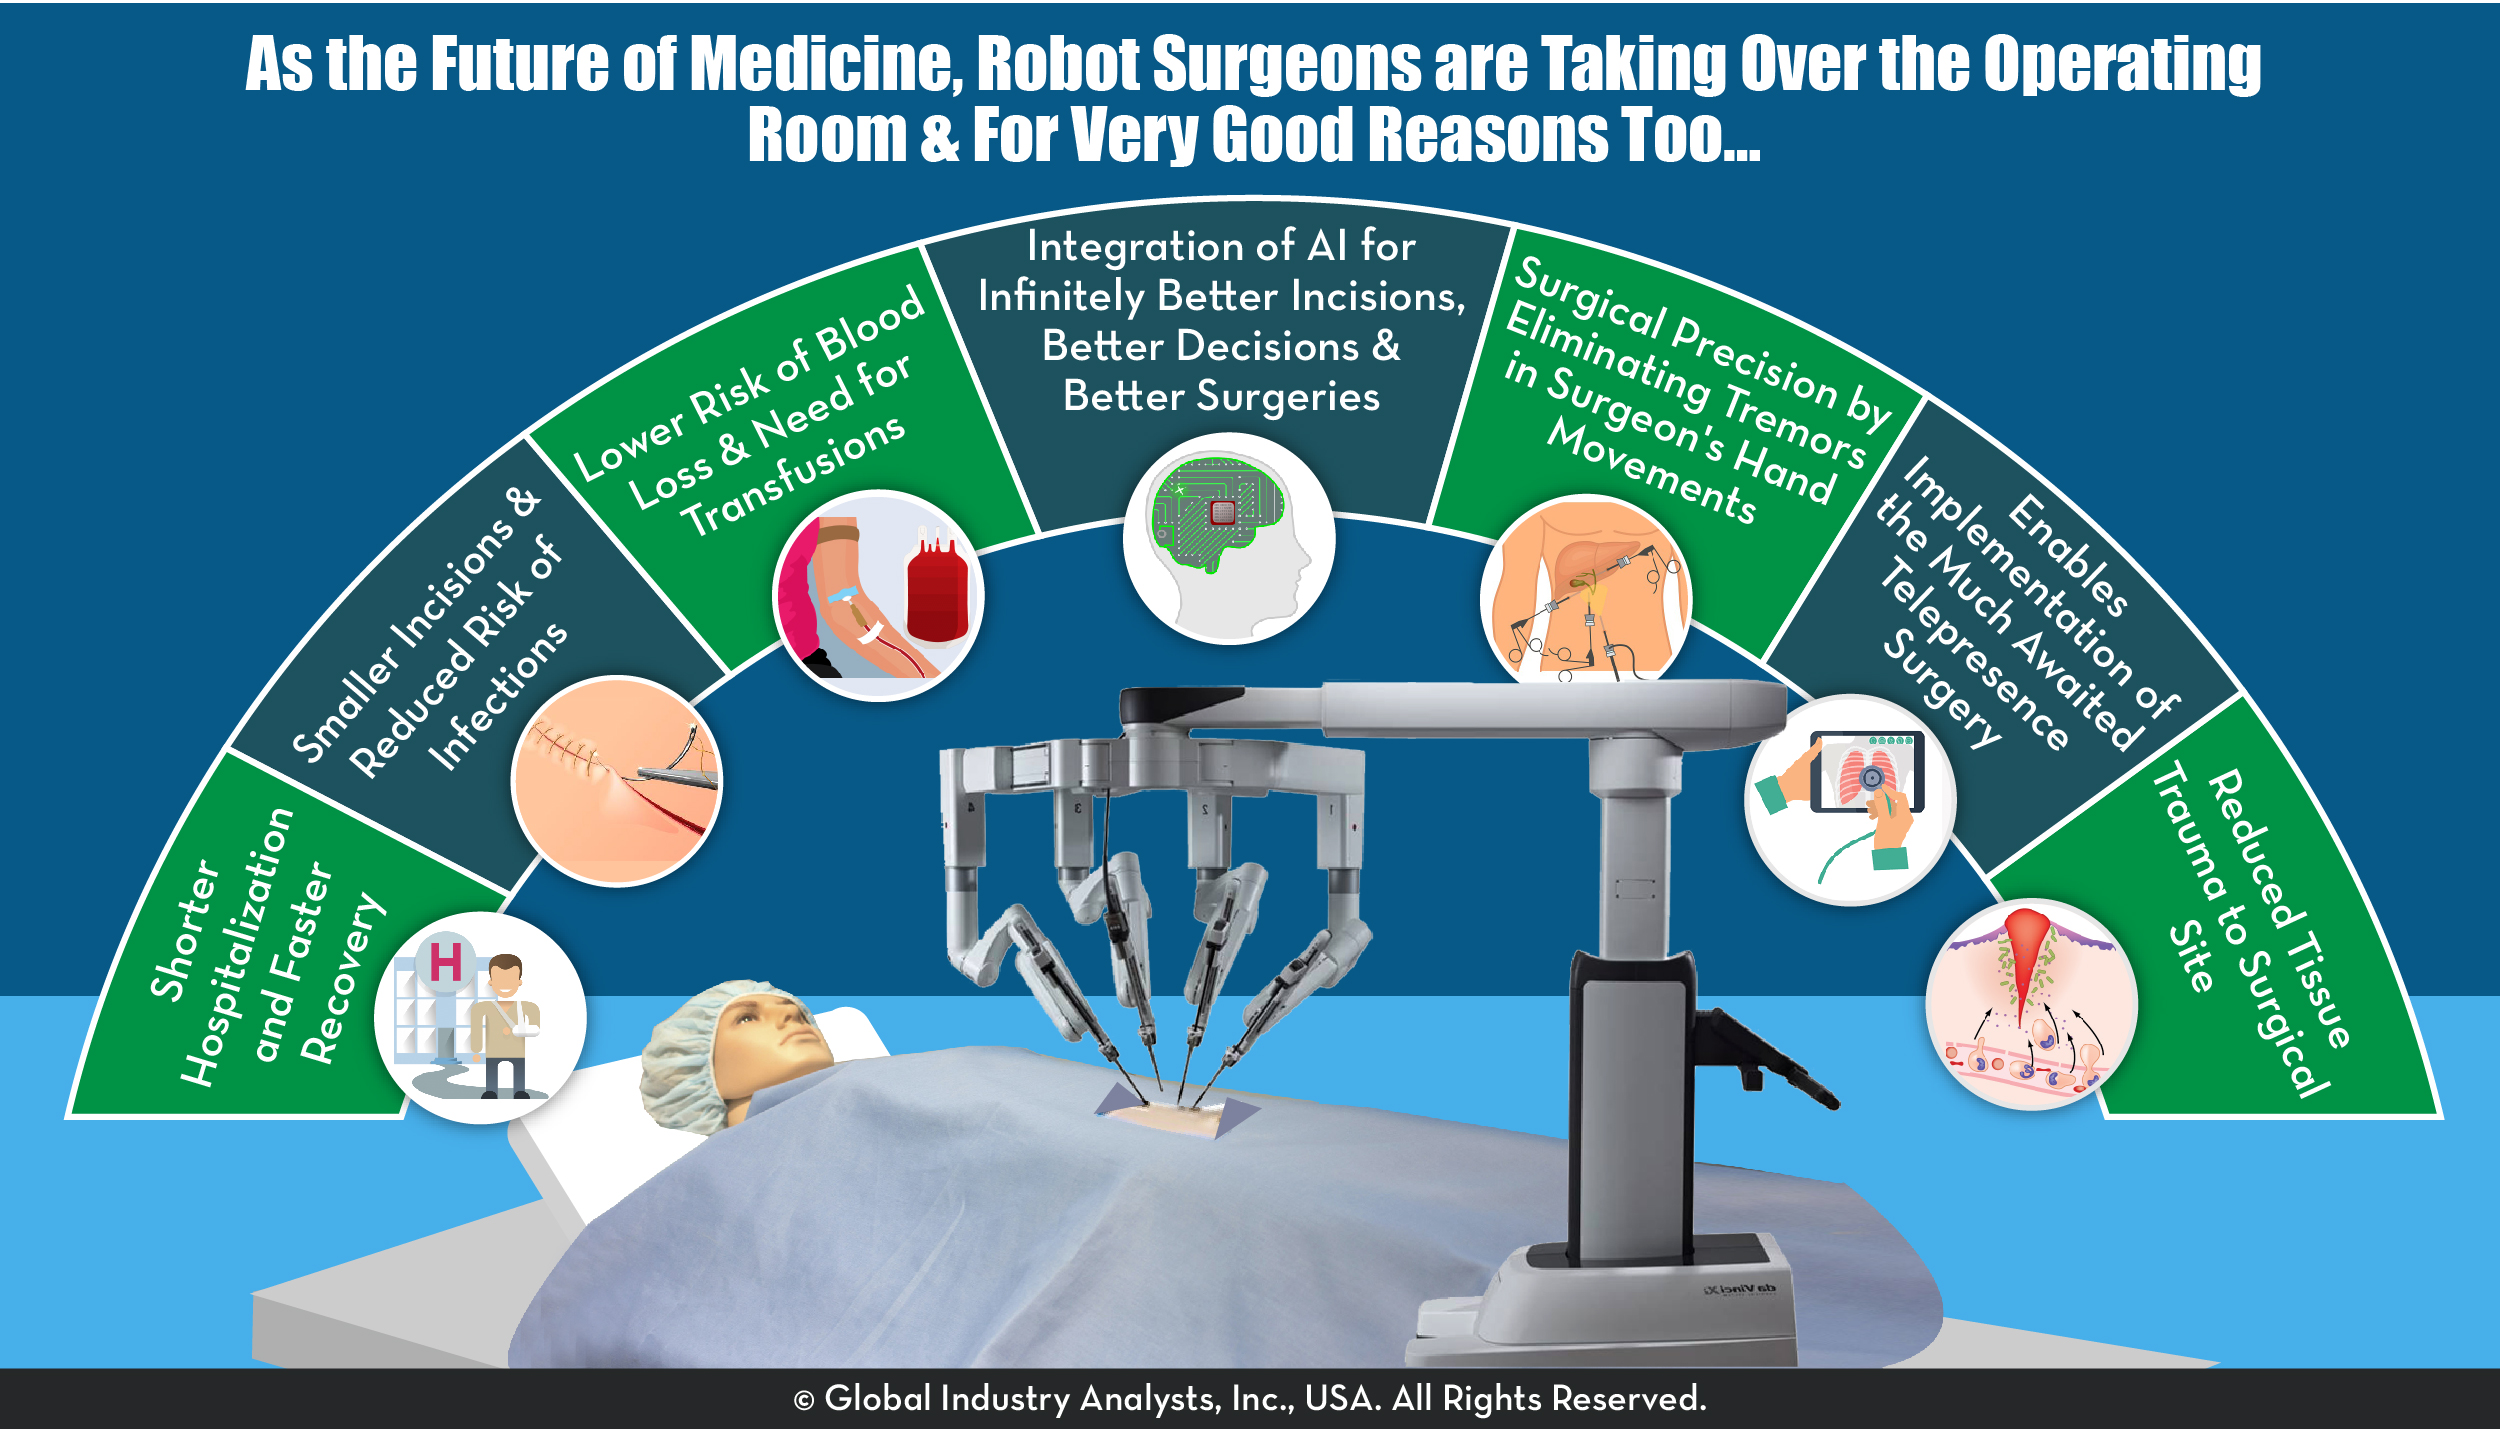 As the Future of Medicine, Robot Surgeons are Taking Over the Operating
Room & For Very Good Reasons Too...
Shorter
Hospitalization
and Faster
Recovery
Smaller Incisions &
Reduced Risk of
Infections
Lower Risk of Blood
Loss & Need for
Transfusions
Integration of AI for
Infinitely Better Incisions,
Better Decisions &
Better Surgeries
Surgical Precision by
Eliminating Tremors
in Surgeon's Hand
Movements
Enables
Implementation of
the Much Awaited
Telepresence
Surgery
Reduced Tissue
Trauma to Surgical
Site
H
4
3
2
1
da Vinci Xi
© Global Industry Analysts, Inc., USA. All Rights Reserved.